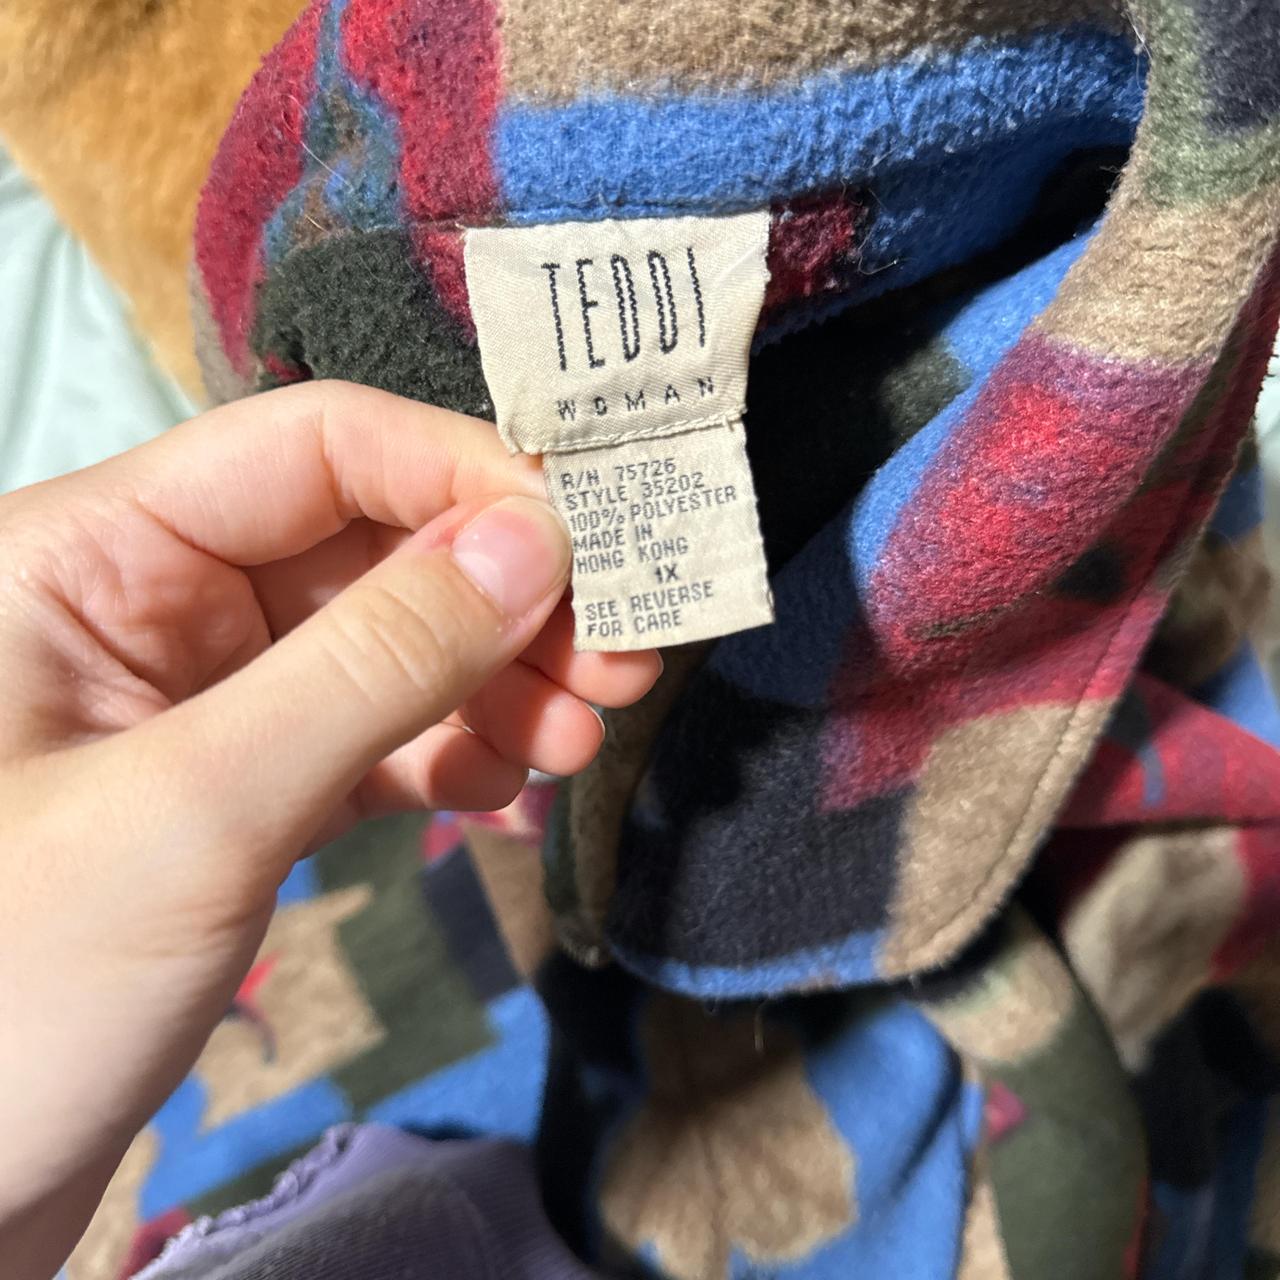 TEDDI
WOMAN
R/N 75726
STYLE 35202
100% POLYESTER
MADE IN
HONG KONG
1X
SEE REVERSE
FOR CARE